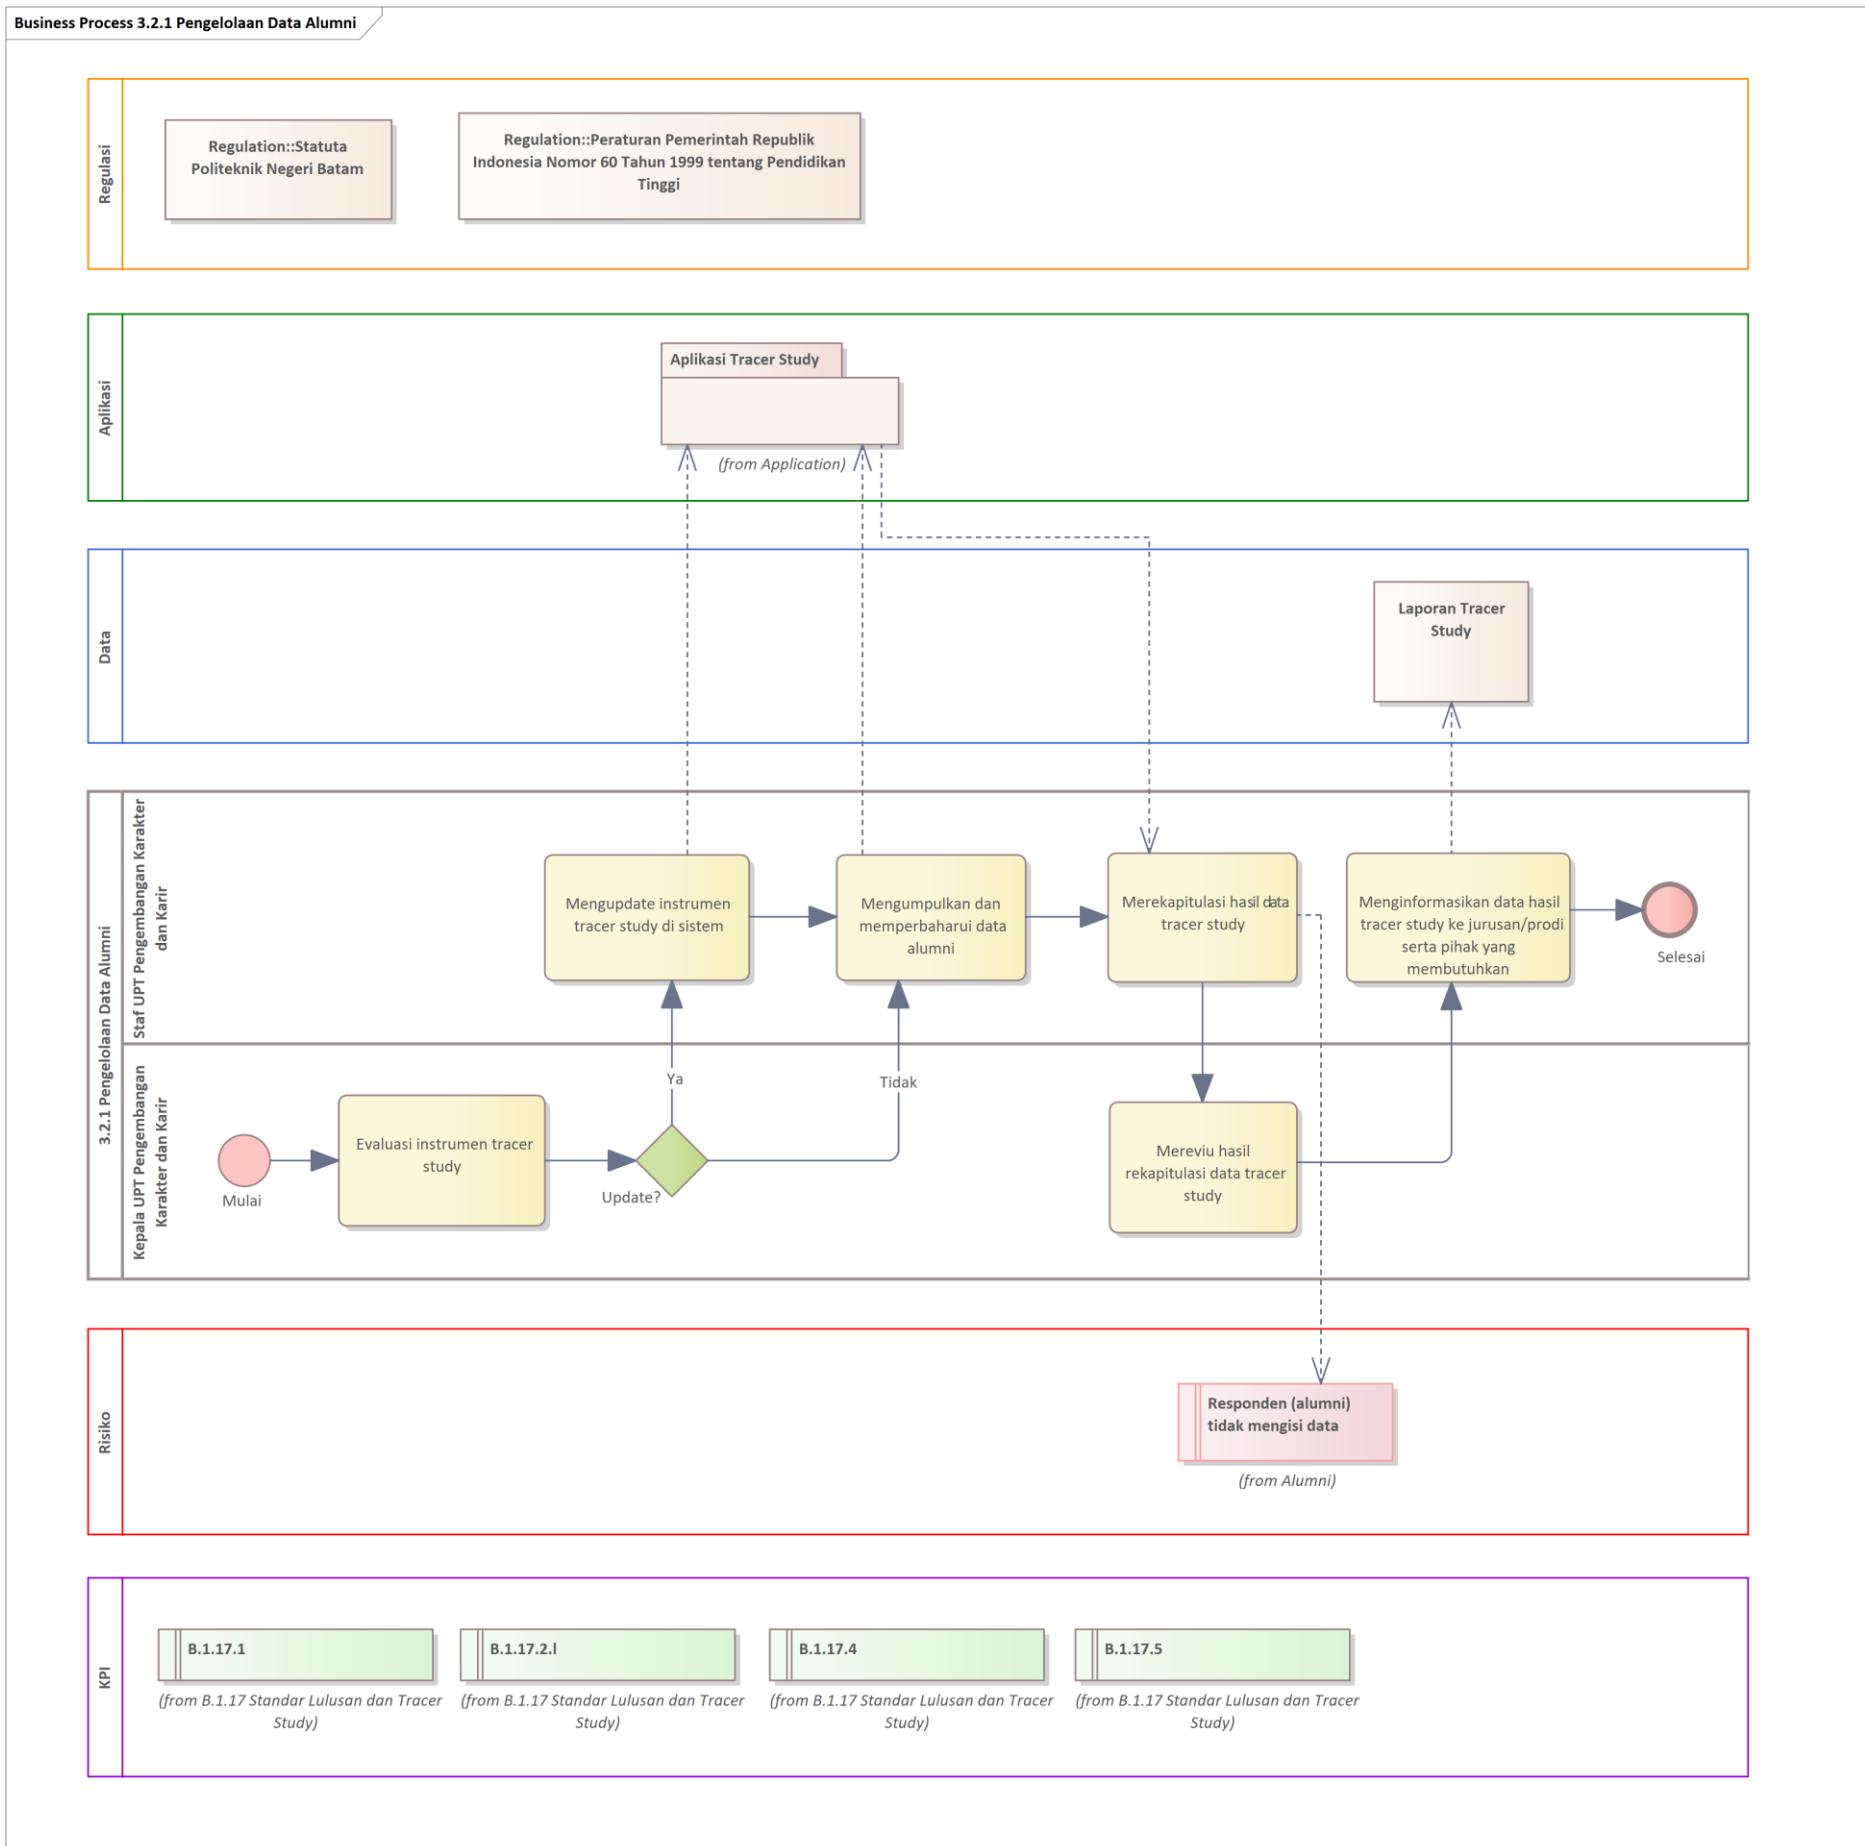 Business Process 3.2.1 Pengelolaan Data Alumni
Regulasi
Regulation::Statuta
Politeknik Negeri Batam
Regulation::Peraturan Pemerintah Republik
Indonesia Nomor 60 Tahun 1999 tentang Pendidikan
Tinggi
Aplikasi
Aplikasi Tracer Study
(from Application)
Data
Laporan Tracer
Study
3.2.1 Pengelolaan Data Alumni
Staf UPT Pengembangan Karakter
dan Karir
Mengupdate instrumen
tracer study di sistem
Mengumpulkan dan
memperbaharui data
alumni
Merekapitulasi hasil data
tracer study
Menginformasikan data hasil
tracer study ke jurusan/prodi
serta pihak yang
membutuhkan
Selesai
Kepala UPT Pengembangan
Karakter dan Karir
Mulai
Evaluasi instrumen tracer
study
Update?
Ya
Tidak
Mereviu hasil
rekapitulasi data tracer
study
Risiko
Responden (alumni)
tidak mengisi data
(from Alumni)
KPI
B.1.17.1
(from B.1.17 Standar Lulusan dan Tracer
Study)
B.1.17.2.l
(from B.1.17 Standar Lulusan dan Tracer
Study)
B.1.17.4
(from B.1.17 Standar Lulusan dan Tracer
Study)
B.1.17.5
(from B.1.17 Standar Lulusan dan Tracer
Study)